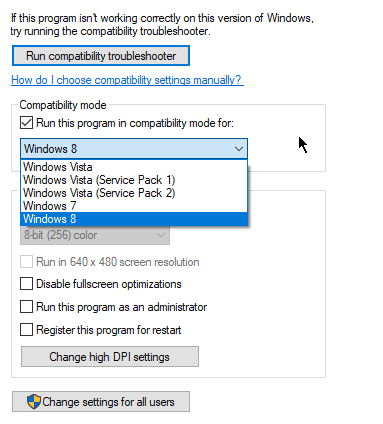 If this program isn't working correctly on this version of Windows,
try running the compatibility troubleshooter.
Run compatibility troubleshooter
How do I choose compatibility settings manually?
Compatibility mode
Run this program in compatibility mode for:
Windows 8
Windows Vista
Windows Vista (Service Pack 1)
Windows Vista (Service Pack 2)
Windows 7
Windows 8
8-bit (256) color
Run in 640 x 480 screen resolution
Disable fullscreen optimizations
Run this program as an administrator
Register this program for restart
Change high DPI settings
Change settings for all users